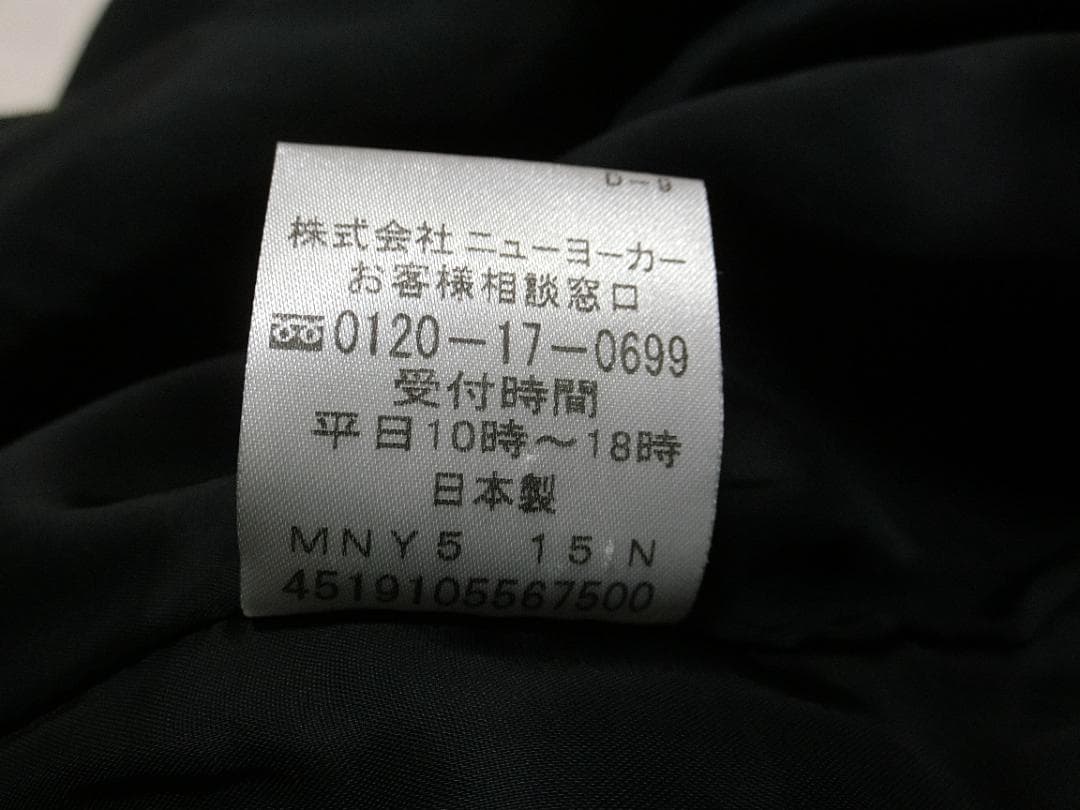 D-9
株式会社 ニューヨーカー
お客様相談窓口
0120-17-0699
受付時間
平日10時～18時
日本製
MNY5 15 N
4519105567500